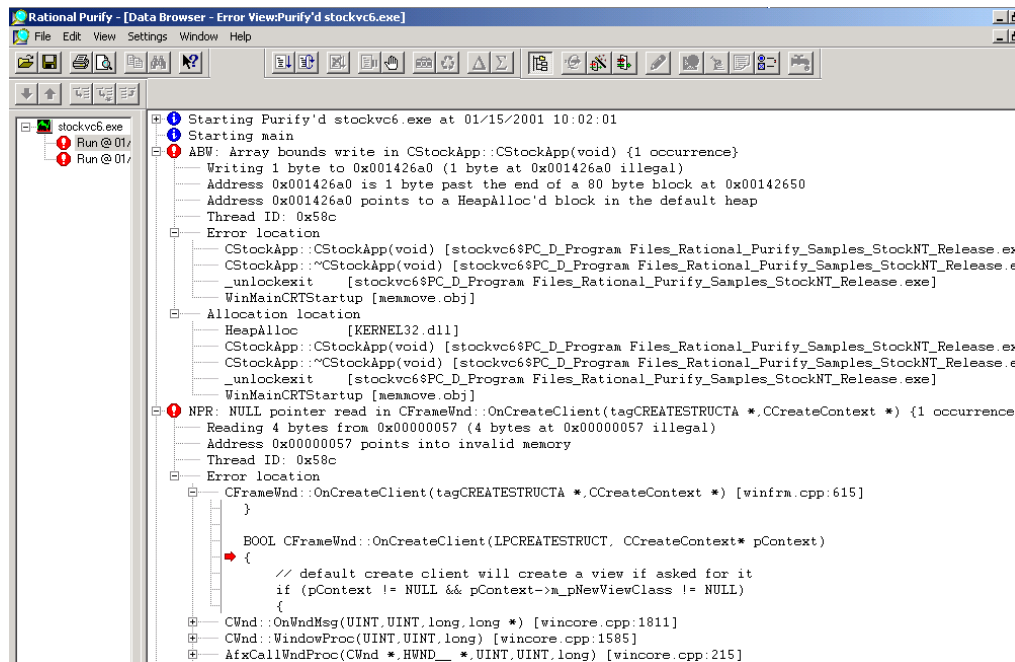 Rational Purify - [Data Browser - Error View:Purify'd stockvc6.exe]
File Edit View Settings Window Help
stockvc6.exe
Run @ 01/
Run @ 01/
Starting Purify'd stockvc6.exe at 01/15/2001 10:02:01
Starting main
ABW: Array bounds write in CStockApp::CStockApp(void) {1 occurrence}
Writing 1 byte to 0x001426a0 (1 byte at 0x001426a0 illegal)
Address 0x001426a0 is 1 byte past the end of a 80 byte block at 0x00142650
Address 0x001426a0 points to a HeapAlloc'd block in the default heap
Thread ID: 0x58c
Error location
CStockApp::CStockApp(void) [stockvc6$PC_D_Program Files_Rational_Purify_Samples_StockNT_Release.ex
CStockApp::~CStockApp(void) [stockvc6$PC_D_Program Files_Rational_Purify_Samples_StockNT_Release.e
_unlockexit [stockvc6$PC_D_Program Files_Rational_Purify_Samples_StockNT_Release.exe]
WinMainCRTStartup [memmove.obj]
Allocation location
HeapAlloc [KERNEL32.dll]
CStockApp::CStockApp(void) [stockvc6$PC_D_Program Files_Rational_Purify_Samples_StockNT_Release.ex
CStockApp::~CStockApp(void) [stockvc6$PC_D_Program Files_Rational_Purify_Samples_StockNT_Release.e
_unlockexit [stockvc6$PC_D_Program Files_Rational_Purify_Samples_StockNT_Release.exe]
WinMainCRTStartup [memmove.obj]
NPR: NULL pointer read in CFrameWnd::OnCreateClient(tagCREATESTRUCTA *,CCreateContext *) {1 occurrence
Reading 4 bytes from 0x00000057 (4 bytes at 0x00000057 illegal)
Address 0x00000057 points into invalid memory
Thread ID: 0x58c
Error location
CFrameWnd::OnCreateClient(tagCREATESTRUCTA *,CCreateContext *) [winfrm.cpp:615]
}
BOOL CFrameWnd::OnCreateClient(LPCREATESTRUCT, CCreateContext* pContext)
{
// default create client will create a view if asked for it
if (pContext != NULL && pContext->m_pNewViewClass != NULL)
{
CWnd::OnWndMsg(UINT,UINT,long,long *) [wincore.cpp:1811]
CWnd::WindowProc(UINT,UINT,long) [wincore.cpp:1585]
AfxCallWndProc(CWnd *,HWND__ *,UINT,UINT,long) [wincore.cpp:215]